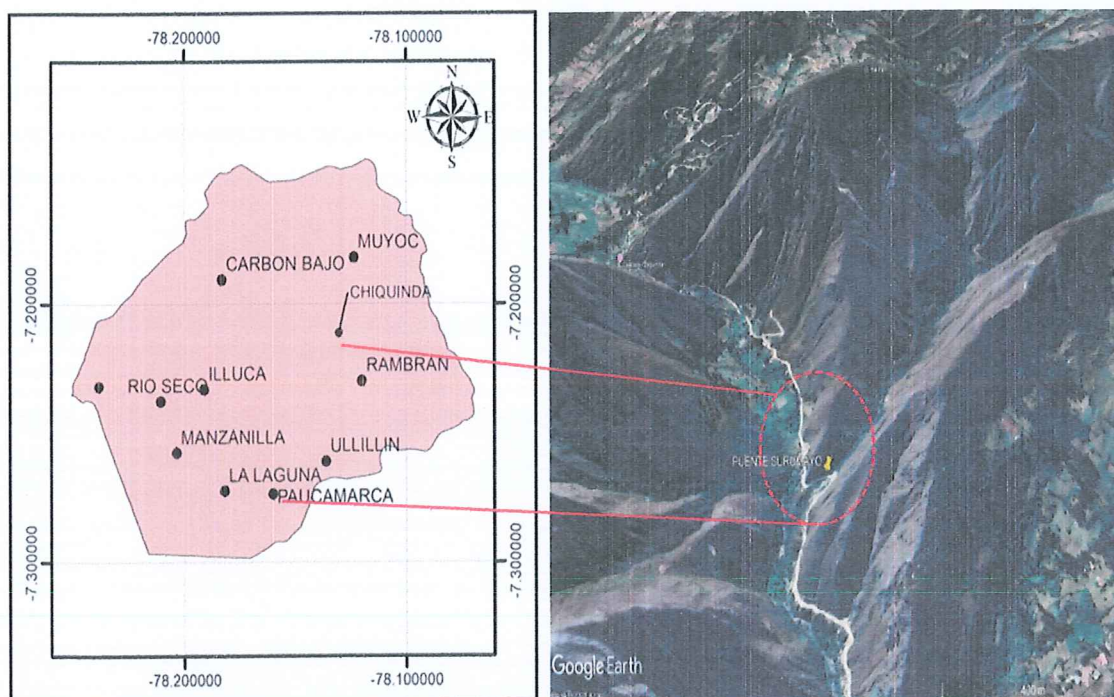 -78.200000
-78.100000
N
W
E
S
MUYOC
CARBON BAJO
CHIQUINDA
-7.200000
-7.200000
RAMBRAN
ILLUCA
RIO SECO
MANZANILLA
ULLILLIN
LA LAGUNA
PAUCAMARCA
-7.300000
-7.300000
-78.200000
-78.100000
PUENTE
Google Earth
400 m